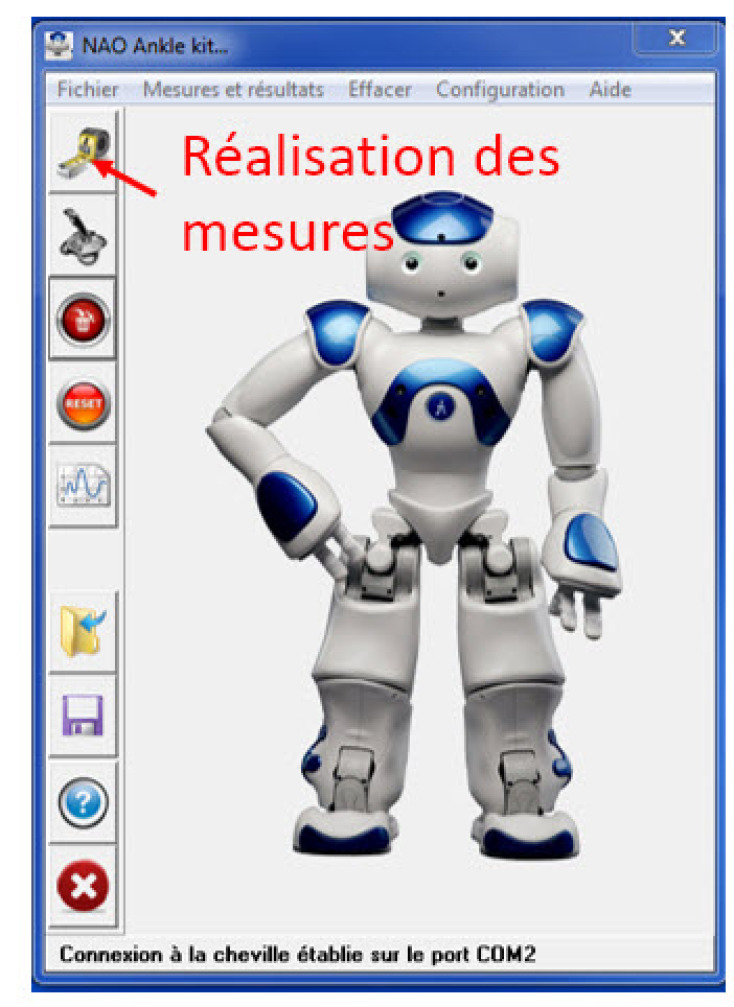 NAO Ankle kit...
Fichier Mesures et résultats Effacer Configuration Aide
Réalisation des
mesures
RESET
Connexion à la cheville établie sur le port COM2